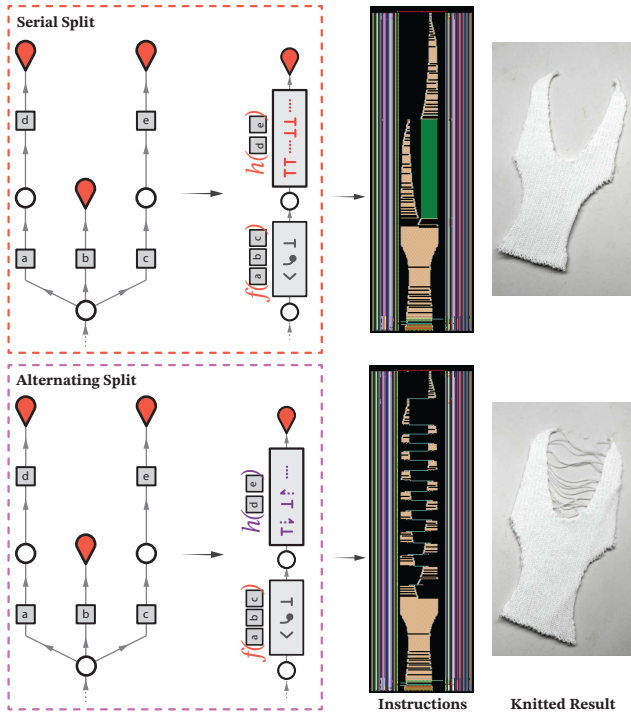 Serial Split
d
e
a
b
c
h(d e)
f(a b c)
Alternating Split
d
e
a
b
c
h(d e)
f(a b c)
Instructions
Knitted Result